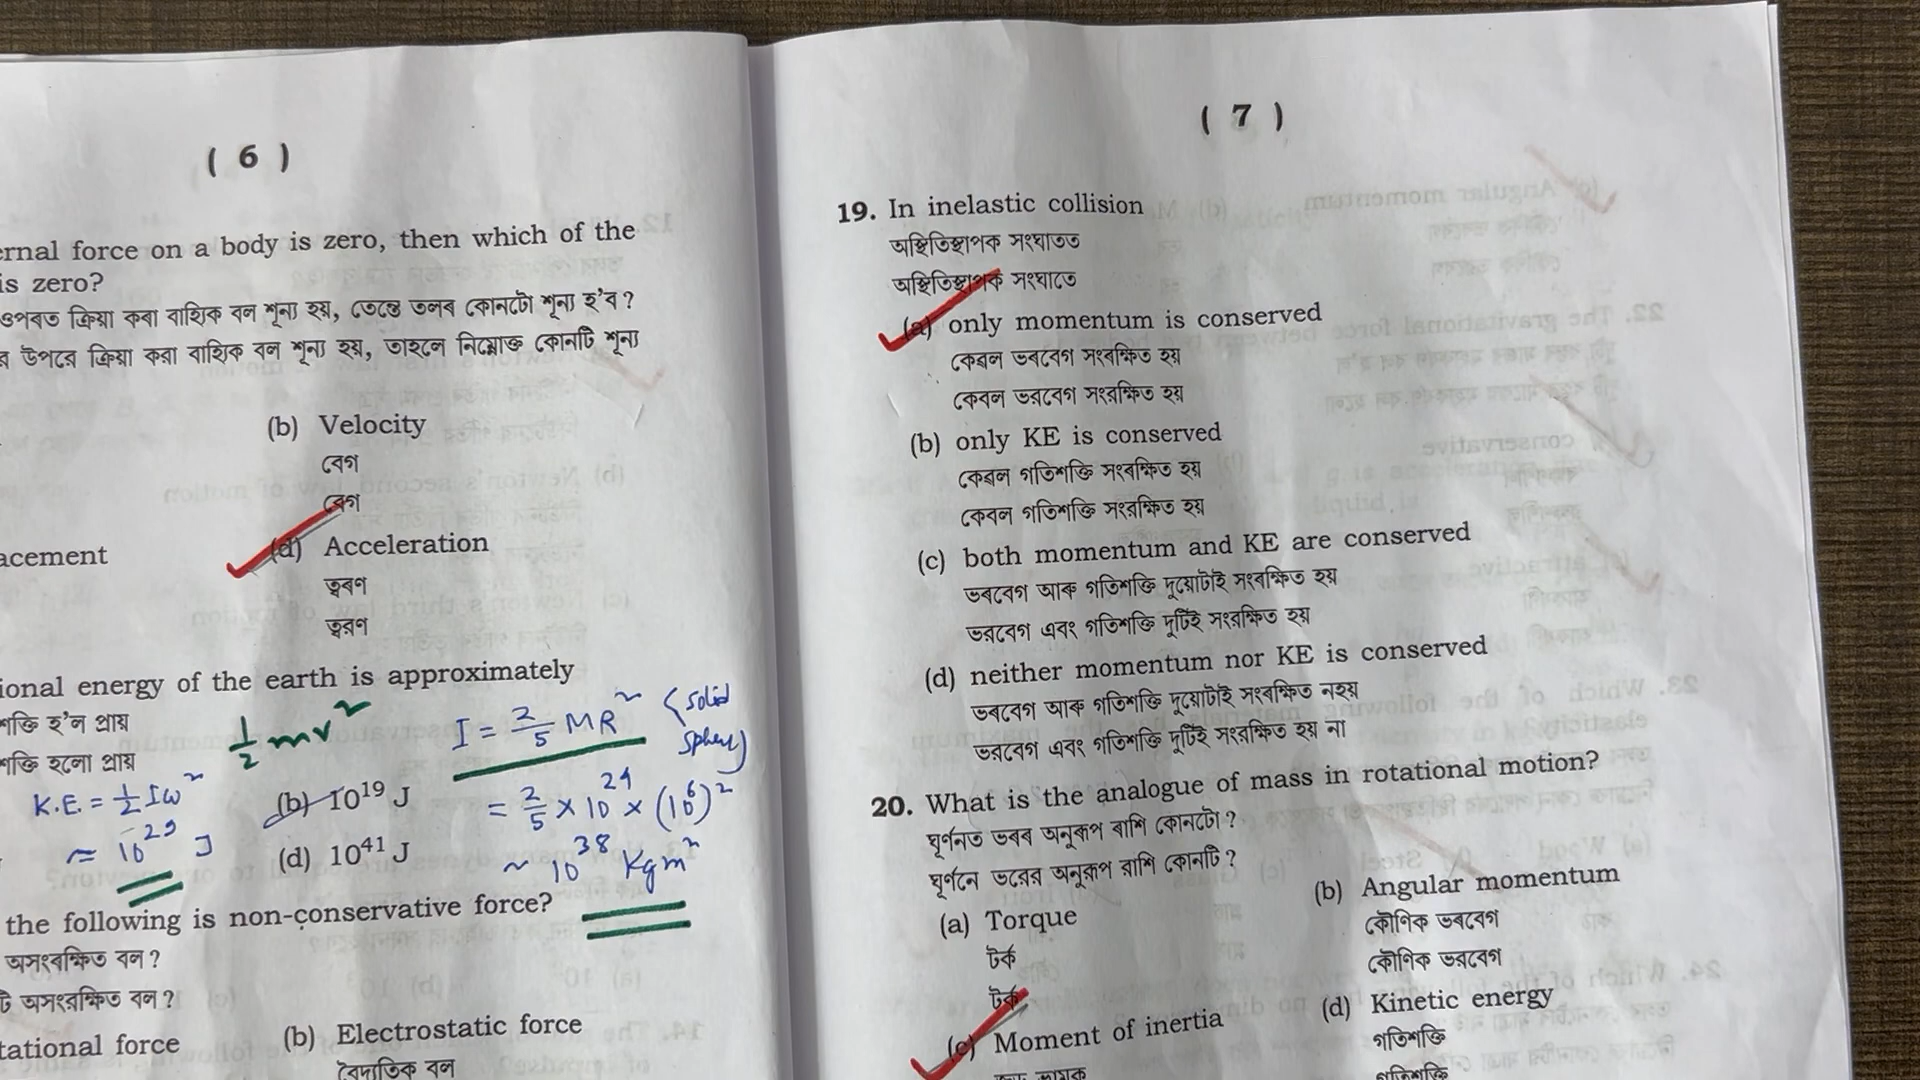 ( 6 )
ernal force on a body is zero, then which of the
is zero?
ওপৰত ক্ৰিয়া কৰা বাহ্যিক বল শূন্য হয়, তেন্তে তলৰ কোনটো শূন্য হ'ব ?
র উপরে ক্রিয়া করা বাহ্যিক বল শূন্য হয়, তাহলে নিম্নোক্ত কোনটি শূন্য
(b) Velocity
বেগ
বেগ
acement
(d) Acceleration
ত্বৰণ
ত্বরণ
ional energy of the earth is approximately
শক্তি হ'ল প্ৰায়
শক্তি হলো প্রায়
1/2 mv²
I = 2/5 MR² (solid sphere)
K.E. = 1/2 Iω²
(b) 10¹⁹ J
= 2/5 × 10²⁴ × (10⁶)²
≈ 10²⁹ J
(d) 10⁴¹ J
~ 10³⁸ Kgm²
the following is non-conservative force?
অসংৰক্ষিত বল ?
টি অসংরক্ষিত বল ?
tational force
(b) Electrostatic force
বৈদ্যুতিক বল
( 7 )
19. In inelastic collision
অস্থিতিস্থাপক সংঘাতত
অস্থিতিস্থাপক সংঘাতে
(a) only momentum is conserved
কেৱল ভৰবেগ সংৰক্ষিত হয়
কেবল ভরবেগ সংরক্ষিত হয়
(b) only KE is conserved
কেৱল গতিশক্তি সংৰক্ষিত হয়
কেবল গতিশক্তি সংরক্ষিত হয়
(c) both momentum and KE are conserved
ভৰবেগ আৰু গতিশক্তি দুয়োটাই সংৰক্ষিত হয়
ভরবেগ এবং গতিশক্তি দুটিই সংরক্ষিত হয়
(d) neither momentum nor KE is conserved
ভৰবেগ আৰু গতিশক্তি দুয়োটাই সংৰক্ষিত নহয়
ভরবেগ এবং গতিশক্তি দুটিই সংরক্ষিত হয় না
20. What is the analogue of mass in rotational motion?
ঘূৰ্ণনত ভৰৰ অনুৰূপ ৰাশি কোনটো ?
ঘূর্ণনে ভরের অনুরূপ রাশি কোনটি ?
(a) Torque
টৰ্ক
টর্ক
(b) Angular momentum
কৌণিক ভৰবেগ
কৌণিক ভরবেগ
(c) Moment of inertia
(d) Kinetic energy
গতিশক্তি
গতিশক্তি